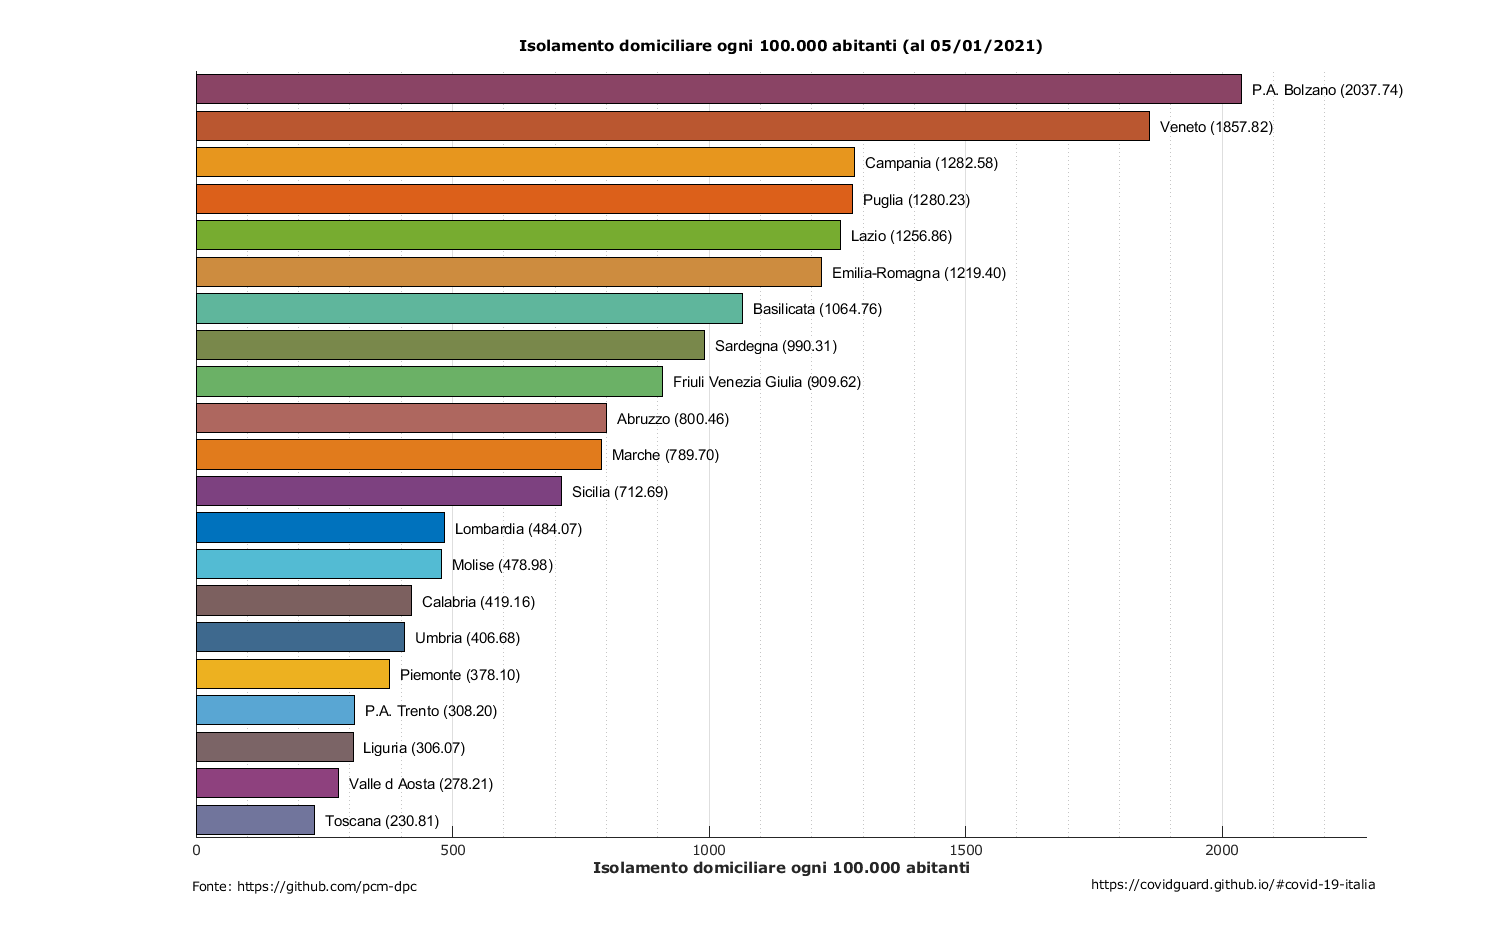 Isolamento domiciliare ogni 100.000 abitanti (al 05/01/2021)
P.A. Bolzano (2037.74)
Veneto (1857.82)
Campania (1282.58)
Puglia (1280.23)
Lazio (1256.86)
Emilia-Romagna (1219.40)
Basilicata (1064.76)
Sardegna (990.31)
Friuli Venezia Giulia (909.62)
Abruzzo (800.46)
Marche (789.70)
Sicilia (712.69)
Lombardia (484.07)
Molise (478.98)
Calabria (419.16)
Umbria (406.68)
Piemonte (378.10)
P.A. Trento (308.20)
Liguria (306.07)
Valle d Aosta (278.21)
Toscana (230.81)
0 500 1000 1500 2000
Isolamento domiciliare ogni 100.000 abitanti
Fonte: https://github.com/pcm-dpc
https://covidguard.github.io/#covid-19-italia